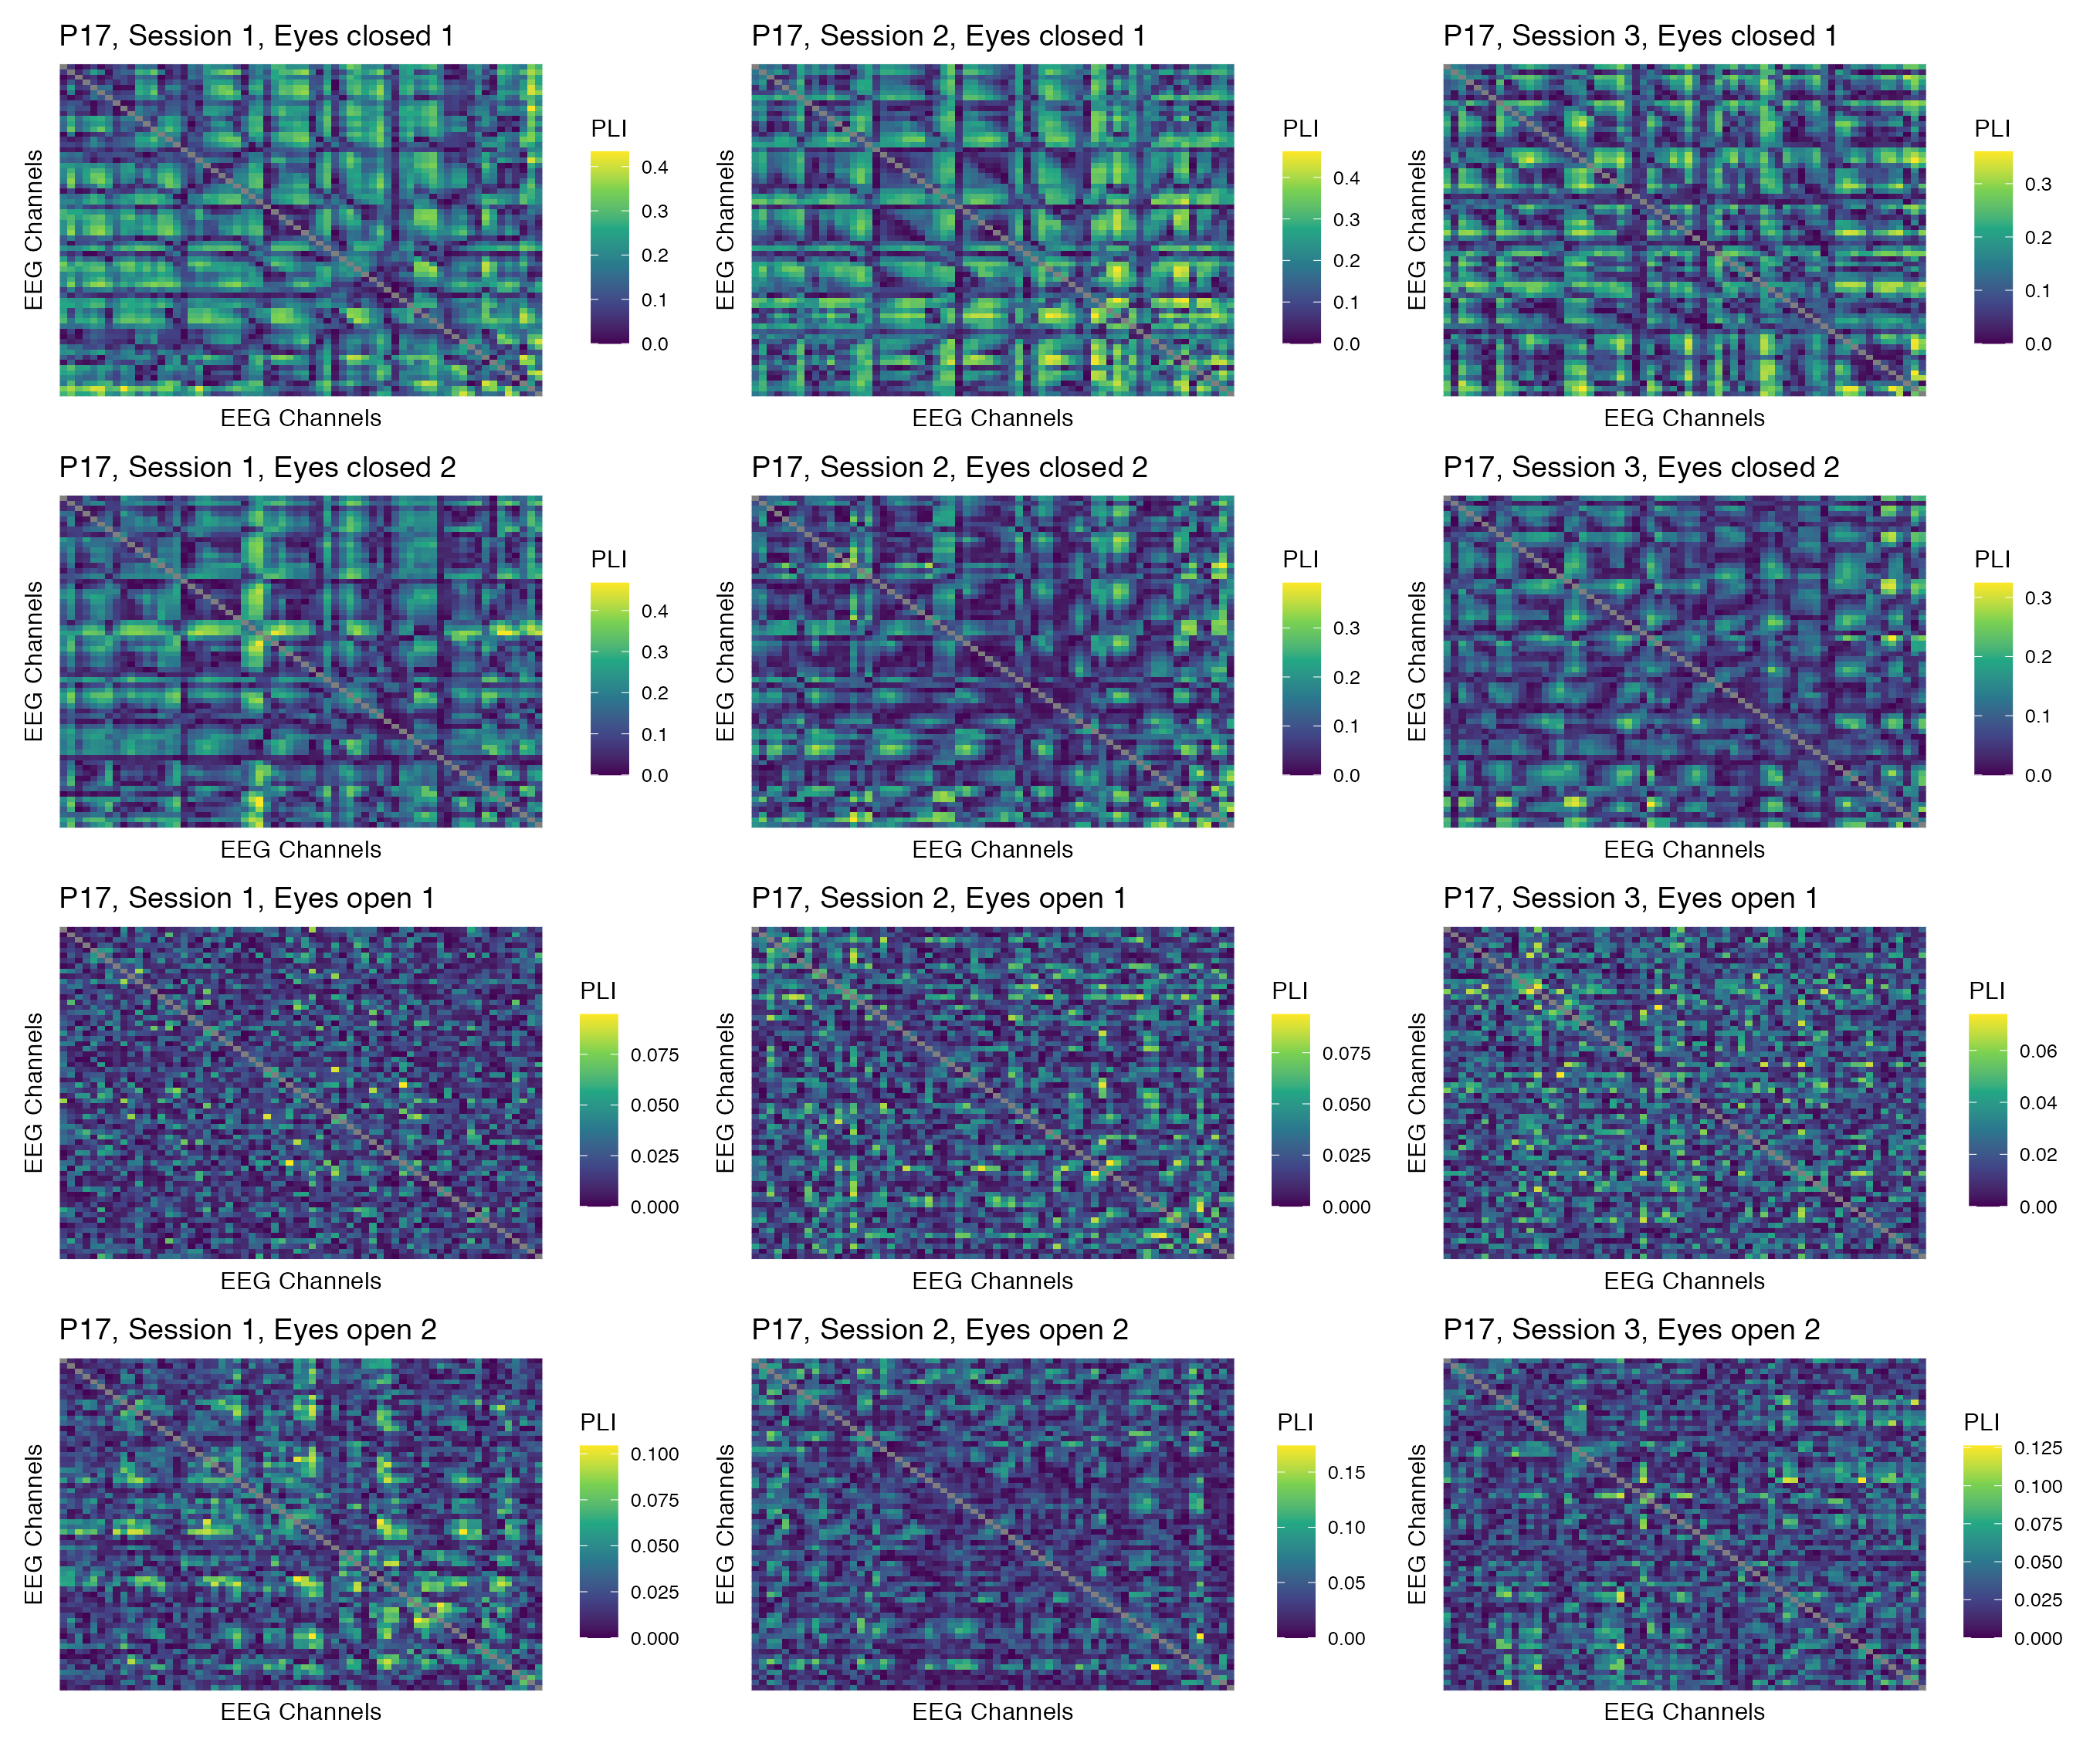 P17, Session 1, Eyes closed 1
EEG Channels
EEG Channels
PLI
0.4
0.3
0.2
0.1
0.0
P17, Session 2, Eyes closed 1
EEG Channels
EEG Channels
PLI
0.4
0.3
0.2
0.1
0.0
P17, Session 3, Eyes closed 1
EEG Channels
EEG Channels
PLI
0.3
0.2
0.1
0.0
P17, Session 1, Eyes closed 2
EEG Channels
EEG Channels
PLI
0.4
0.3
0.2
0.1
0.0
P17, Session 2, Eyes closed 2
EEG Channels
EEG Channels
PLI
0.3
0.2
0.1
0.0
P17, Session 3, Eyes closed 2
EEG Channels
EEG Channels
PLI
0.3
0.2
0.1
0.0
P17, Session 1, Eyes open 1
EEG Channels
EEG Channels
PLI
0.075
0.050
0.025
0.000
P17, Session 2, Eyes open 1
EEG Channels
EEG Channels
PLI
0.075
0.050
0.025
0.000
P17, Session 3, Eyes open 1
EEG Channels
EEG Channels
PLI
0.06
0.04
0.02
0.00
P17, Session 1, Eyes open 2
EEG Channels
EEG Channels
PLI
0.100
0.075
0.050
0.025
0.000
P17, Session 2, Eyes open 2
EEG Channels
EEG Channels
PLI
0.15
0.10
0.05
0.00
P17, Session 3, Eyes open 2
EEG Channels
EEG Channels
PLI
0.125
0.100
0.075
0.050
0.025
0.000